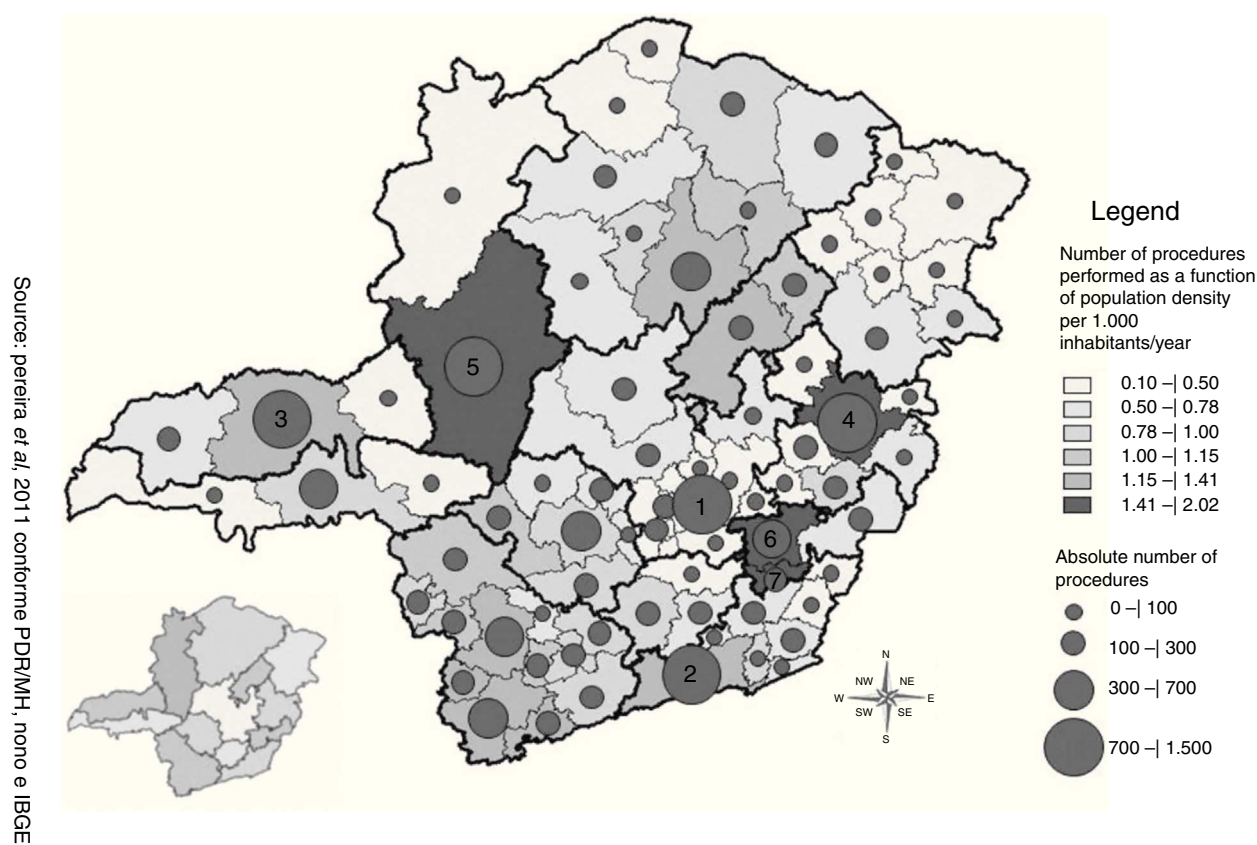 Source: pereira et al, 2011 conforme PDR/MH, nono e IBGE
5
3
4
1
6
7
2
N
NW NE
W E
SW SE
S
Legend
Number of procedures
performed as a function
of population density
per 1.000
inhabitants/year
0.10 –| 0.50
0.50 –| 0.78
0.78 –| 1.00
1.00 –| 1.15
1.15 –| 1.41
1.41 –| 2.02
Absolute number of
procedures
0 –| 100
100 –| 300
300 –| 700
700 –| 1.500